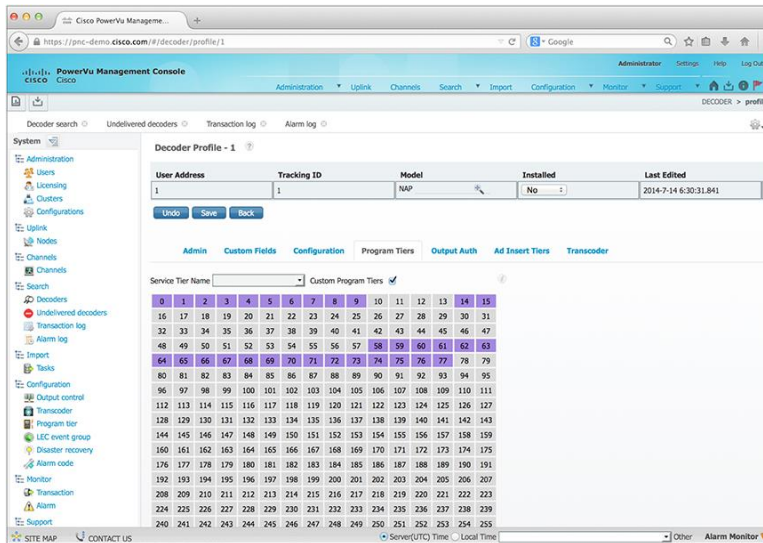 Cisco PowerVu Manageme...
https://pnc-demo.cisco.com/#/decoder/profile/1
Google
Administrator Settings Help Log Out
CISCO PowerVu Management Console
Cisco
Administration Uplink Channels Search Import Configuration Monitor Support
DECODER > profil
Decoder search Undelivered decoders Transaction log Alarm log
System
Administration
Users
Licensing
Clusters
Configurations
Uplink
Nodes
Channels
Channels
Search
Decoders
Undelivered decoders
Transaction log
Alarm log
Import
Tasks
Configuration
Output control
Transcoder
Program tier
LEC event group
Disaster recovery
Alarm code
Monitor
Transaction
Alarm
Support
Decoder Profile - 1
User Address Tracking ID Model Installed Last Edited
1 1 NAP No 2014-7-14 6:30:31.841
Undo Save Back
Admin Custom Fields Configuration Program Tiers Output Auth Ad Insert Tiers Transcoder
Service Tier Name Custom Program Tiers
0 1 2 3 4 5 6 7 8 9 10 11 12 13 14 15
16 17 18 19 20 21 22 23 24 25 26 27 28 29 30 31
32 33 34 35 36 37 38 39 40 41 42 43 44 45 46 47
48 49 50 51 52 53 54 55 56 57 58 59 60 61 62 63
64 65 66 67 68 69 70 71 72 73 74 75 76 77 78 79
80 81 82 83 84 85 86 87 88 89 90 91 92 93 94 95
96 97 98 99 100 101 102 103 104 105 106 107 108 109 110 111
112 113 114 115 116 117 118 119 120 121 122 123 124 125 126 127
128 129 130 131 132 133 134 135 136 137 138 139 140 141 142 143
144 145 146 147 148 149 150 151 152 153 154 155 156 157 158 159
160 161 162 163 164 165 166 167 168 169 170 171 172 173 174 175
176 177 178 179 180 181 182 183 184 185 186 187 188 189 190 191
192 193 194 195 196 197 198 199 200 201 202 203 204 205 206 207
208 209 210 211 212 213 214 215 216 217 218 219 220 221 222 223
224 225 226 227 228 229 230 231 232 233 234 235 236 237 238 239
240 241 242 243 244 245 246 247 248 249 250 251 252 253 254 255
SITE MAP CONTACT US Server(UTC) Time Local Time Other Alarm Monitor